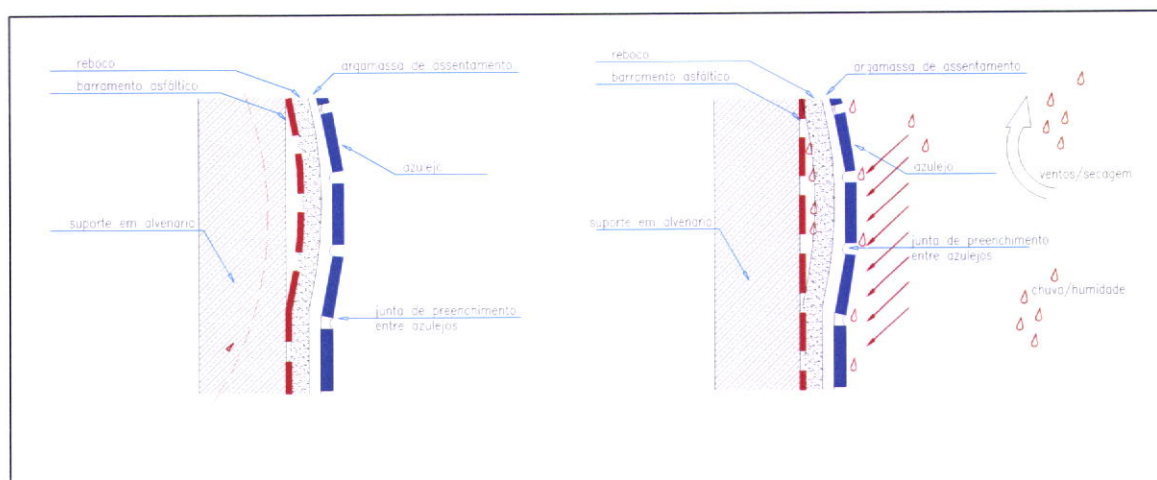 reboco
argamassa de assentamento
barramento asfáltico
azulejo
suporte em alvenaria
junta de preenchimento
entre azulejos
reboco
argamassa de assentamento
barramento asfáltico
azulejo
ventos/secagem
suporte em alvenaria
junta de preenchimento
entre azulejos
chuva/humidade